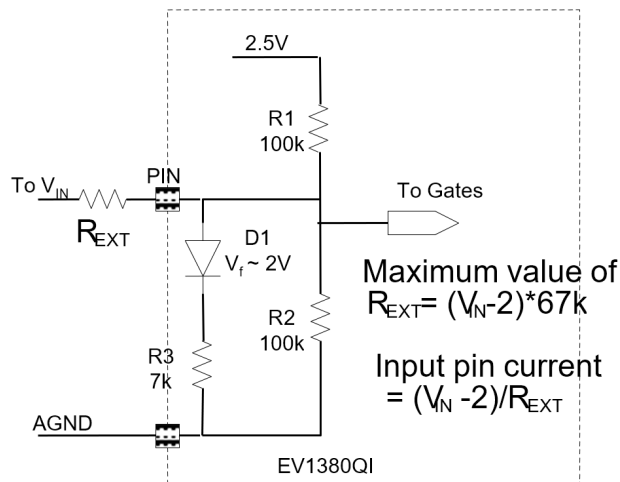 2.5V
R1
100k
To VIN
PIN
REXT
To Gates
D1
Vf ~ 2V
Maximum value of
REXT= (VIN-2)*67k
R2
100k
R3
7k
Input pin current
= (VIN -2)/REXT
AGND
EV1380QI